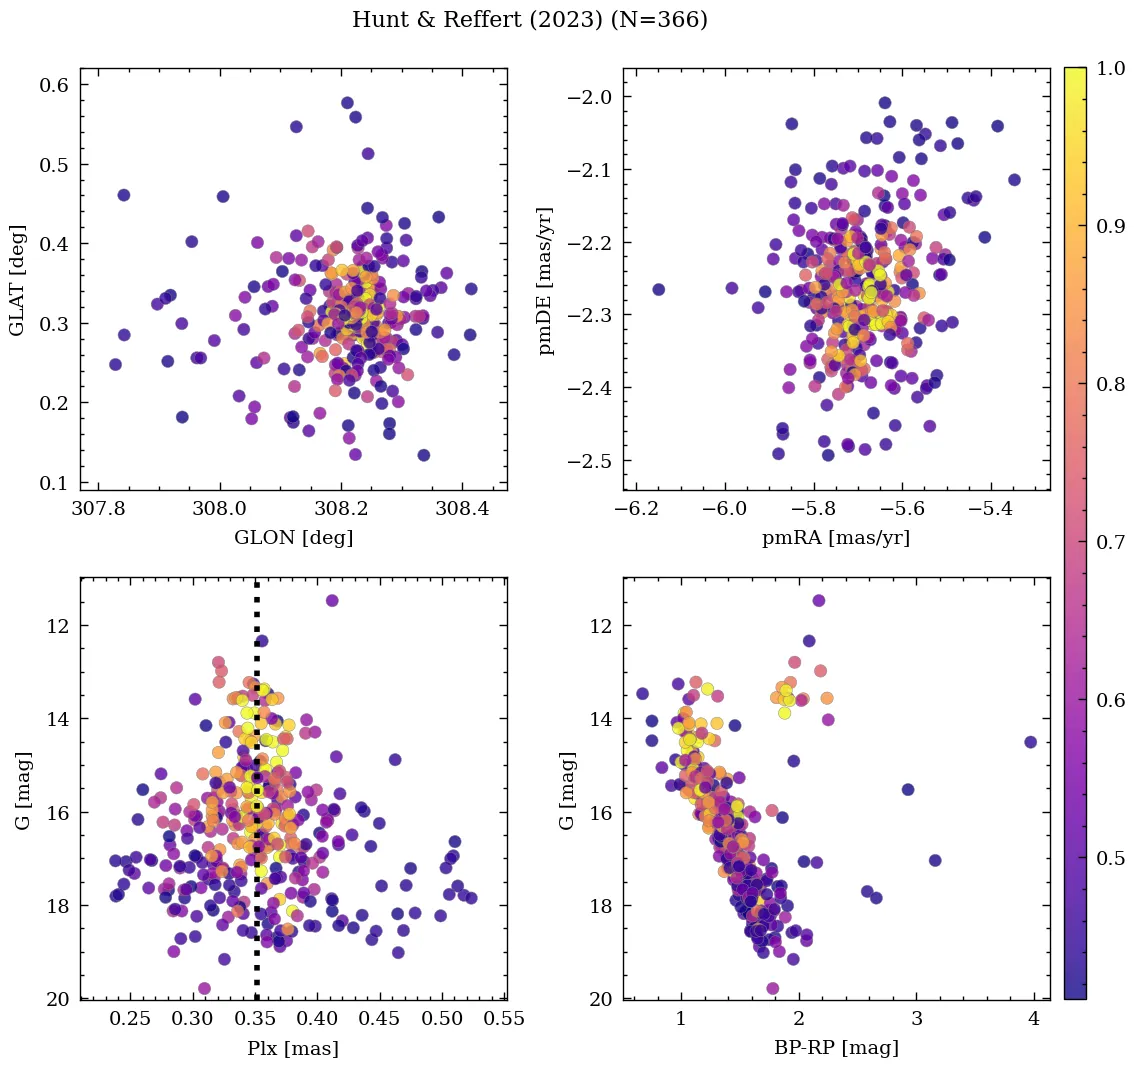 Hunt & Reffert (2023) (N=366)
0.6
0.5
0.4
0.3
0.2
0.1
GLAT [deg]
307.8 308.0 308.2 308.4
GLON [deg]
−2.0
−2.1
−2.2
−2.3
−2.4
−2.5
pmDE [mas/yr]
−6.2 −6.0 −5.8 −5.6 −5.4
pmRA [mas/yr]
12
14
16
18
20
G [mag]
0.25 0.30 0.35 0.40 0.45 0.50 0.55
Plx [mas]
12
14
16
18
20
G [mag]
1 2 3 4
BP-RP [mag]
1.0
0.9
0.8
0.7
0.6
0.5